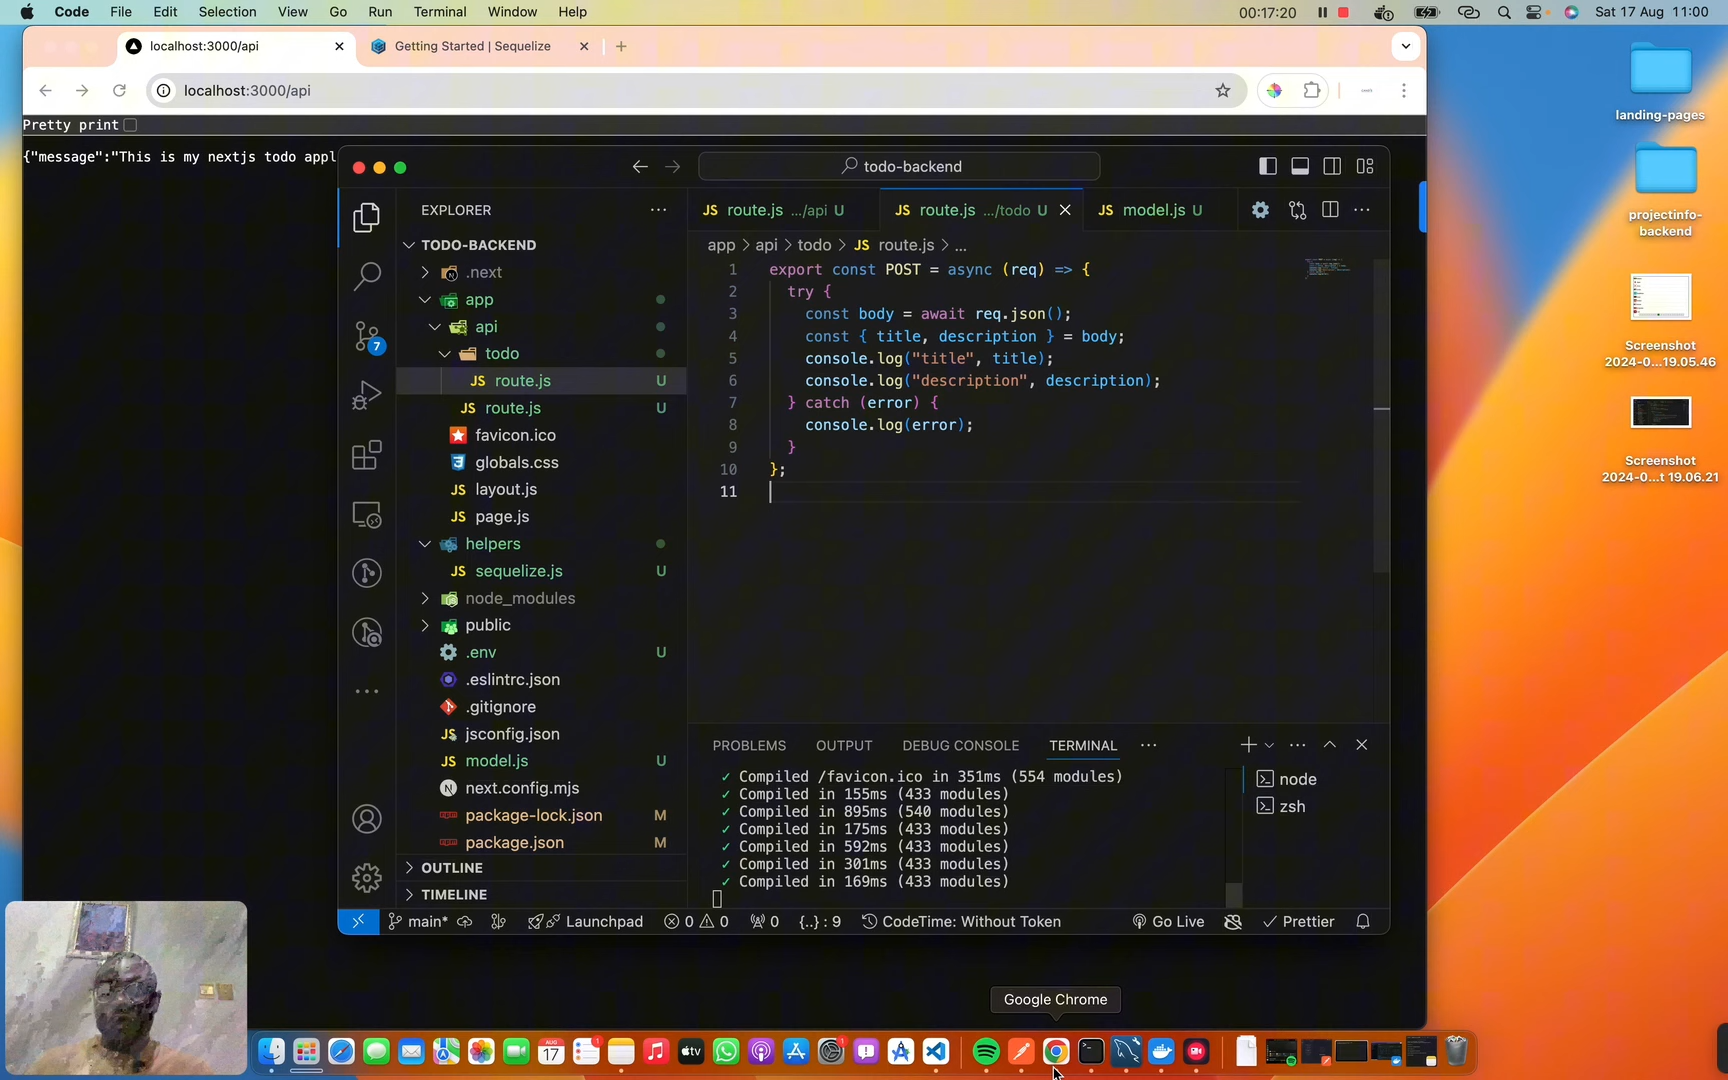 Code File Edit Selection View Go Run Terminal Window Help 00:17:20 Sat 17 Aug 11:00
localhost:3000/api Getting Started | Sequelize
localhost:3000/api
Pretty print
{"message":"This is my nextjs todo appl
landing-pages
projectinfo-
backend
Screenshot
2024-0...19.05.46
Screenshot
2024-0...t 19.06.21
todo-backend
EXPLORER
TODO-BACKEND
.next
app
api
todo
route.js U
route.js U
favicon.ico
globals.css
layout.js
page.js
helpers
sequelize.js U
node_modules
public
.env U
.eslintrc.json
.gitignore
jsconfig.json
model.js U
next.config.mjs
package-lock.json M
package.json M
OUTLINE
TIMELINE
7
JS route.js .../api U JS route.js .../todo U JS model.js U
app > api > todo > JS route.js > ...
1 export const POST = async (req) => {
2 try {
3 const body = await req.json();
4 const { title, description } = body;
5 console.log("title", title);
6 console.log("description", description);
7 } catch (error) {
8 console.log(error);
9 }
10 };
11
PROBLEMS OUTPUT DEBUG CONSOLE TERMINAL
✓ Compiled /favicon.ico in 351ms (554 modules)
✓ Compiled in 155ms (433 modules)
✓ Compiled in 895ms (540 modules)
✓ Compiled in 175ms (433 modules)
✓ Compiled in 592ms (433 modules)
✓ Compiled in 301ms (433 modules)
✓ Compiled in 169ms (433 modules)
node
zsh
main* Launchpad 0 0 0 {..} : 9 CodeTime: Without Token Go Live Prettier
Google Chrome
AUG
17
tv